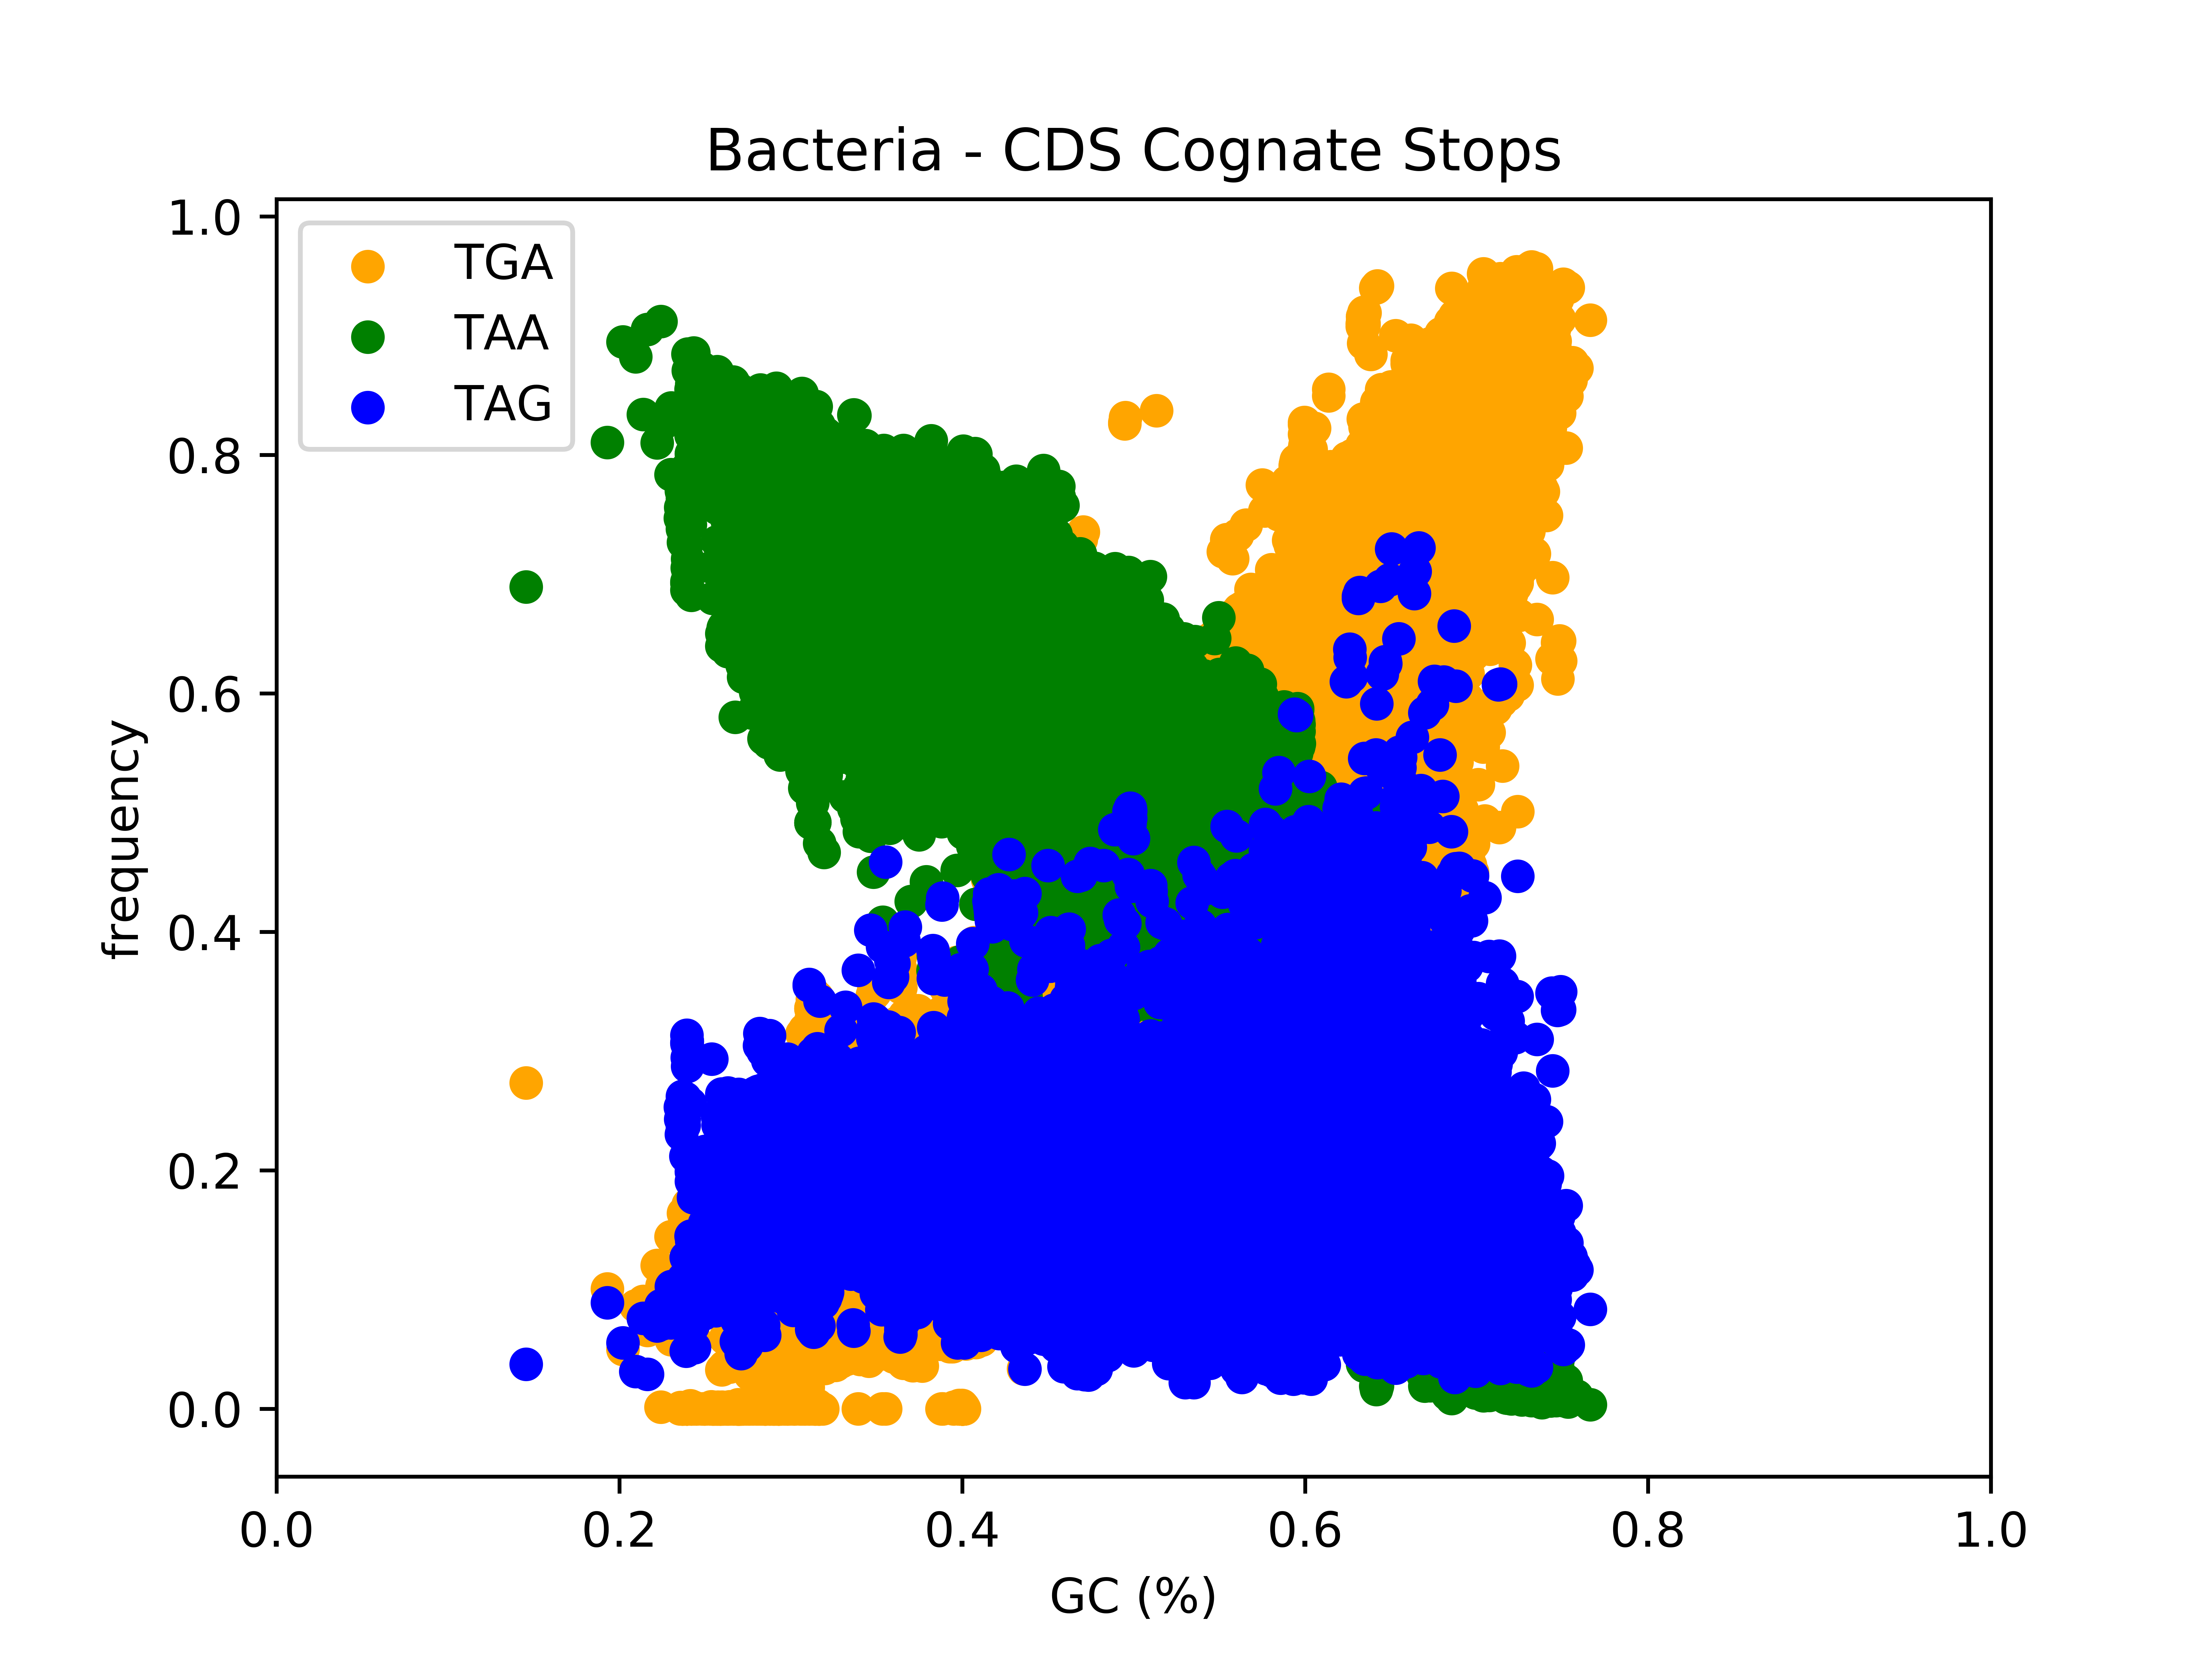 Bacteria - CDS Cognate Stops
1.0
0.8
0.6
0.4
0.2
0.0
frequency
TGA
TAA
TAG
0.0 0.2 0.4 0.6 0.8 1.0
GC (%)